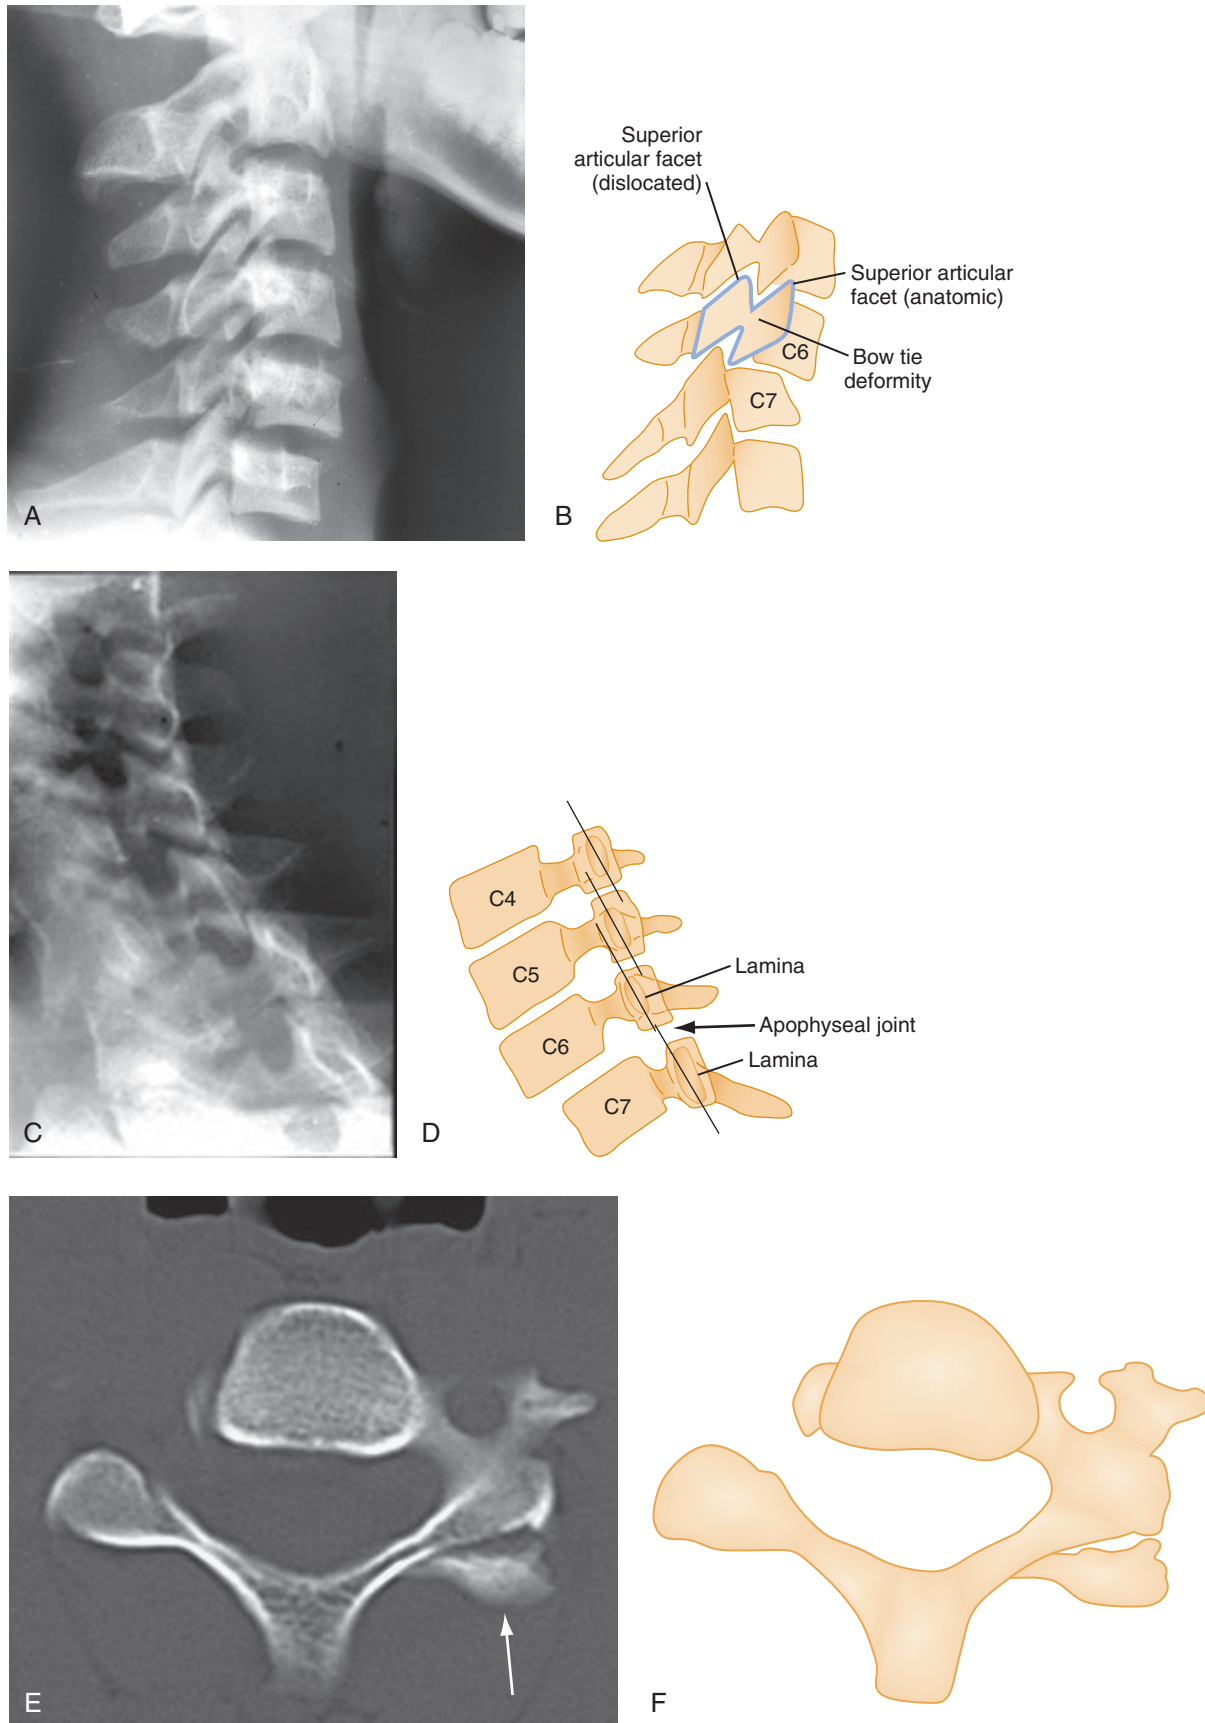 A
Superior
articular facet
(dislocated)
Superior articular
facet (anatomic)
Bow tie
deformity
C6
C7
B
C
C4
C5
C6
C7
Lamina
Apophyseal joint
Lamina
D
E
F